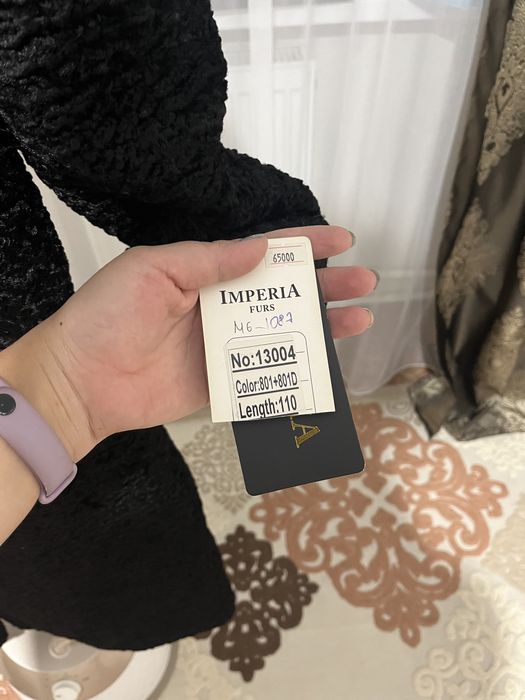 65000
IMPERIA
FURS
M6-1087
No:13004
Color:801+801D
Length:110
A